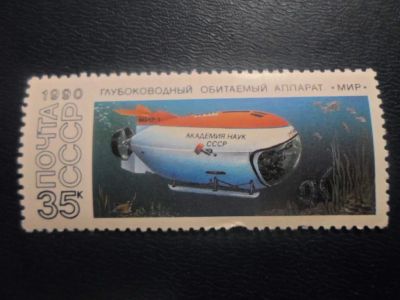 1990
ГЛУБОКОВОДНЫЙ ОБИТАЕМЫЙ АППАРАТ «МИР»
ПОЧТА
СССР
35к
АКАДЕМИЯ НАУК
СССР